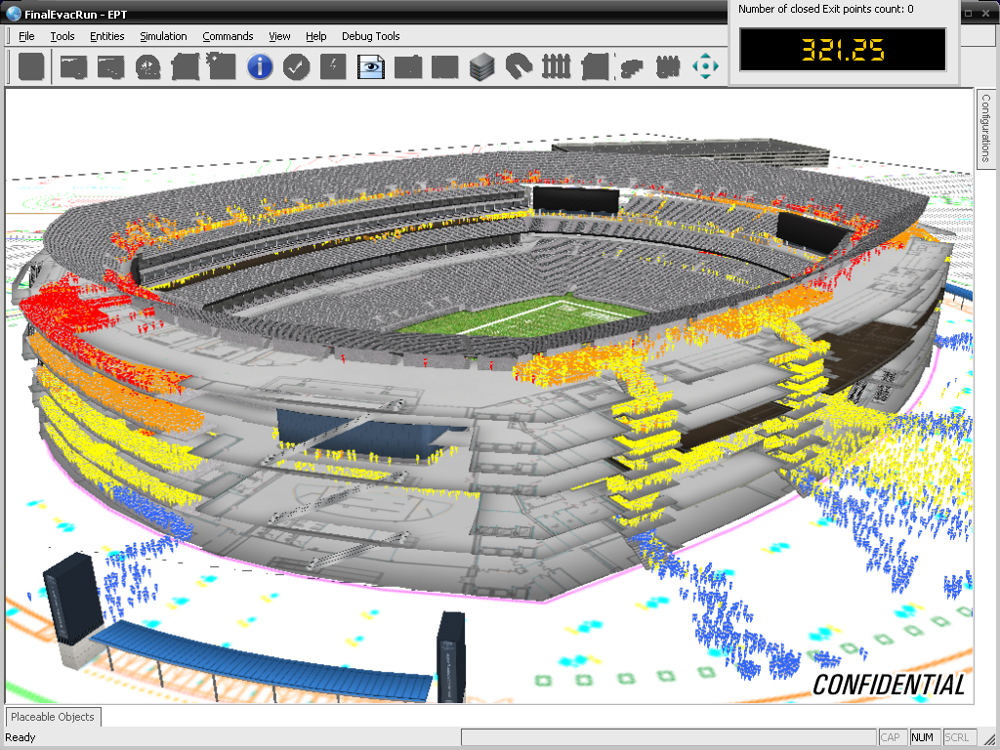 FinalEvacRun - EPT
Number of closed Exit points count: 0
File Tools Entities Simulation Commands View Help Debug Tools
321.25
Configurations
CONFIDENTIAL
Placeable Objects
Ready
CAP NUM SCRL